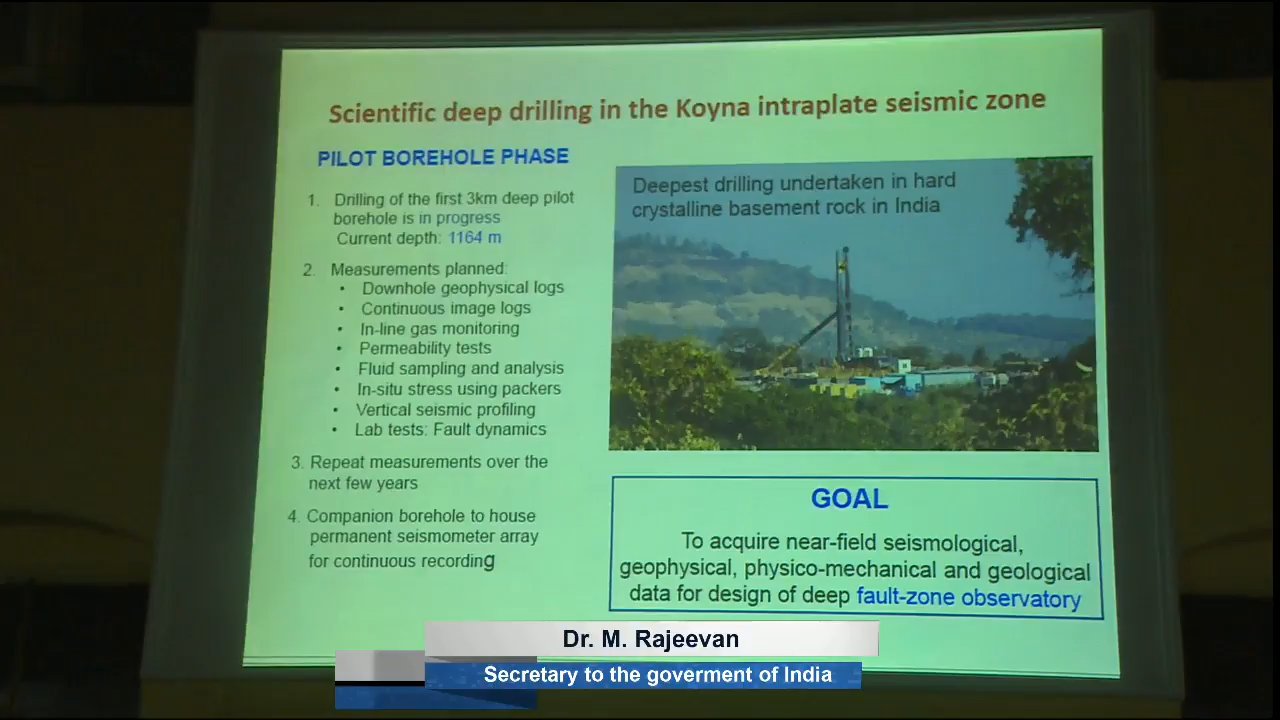 Scientific deep drilling in the Koyna intraplate seismic zone
PILOT BOREHOLE PHASE
1. Drilling of the first 3km deep pilot
borehole is in progress
Current depth: 1164 m
2. Measurements planned:
• Downhole geophysical logs
• Continuous image logs
• In-line gas monitoring
• Permeability tests
• Fluid sampling and analysis
• In-situ stress using packers
• Vertical seismic profiling
• Lab tests: Fault dynamics
3. Repeat measurements over the
next few years
4. Companion borehole to house
permanent seismometer array
for continuous recording
Deepest drilling undertaken in hard
crystalline basement rock in India
GOAL
To acquire near-field seismological,
geophysical, physico-mechanical and geological
data for design of deep fault-zone observatory
Dr. M. Rajeevan
Secretary to the goverment of India